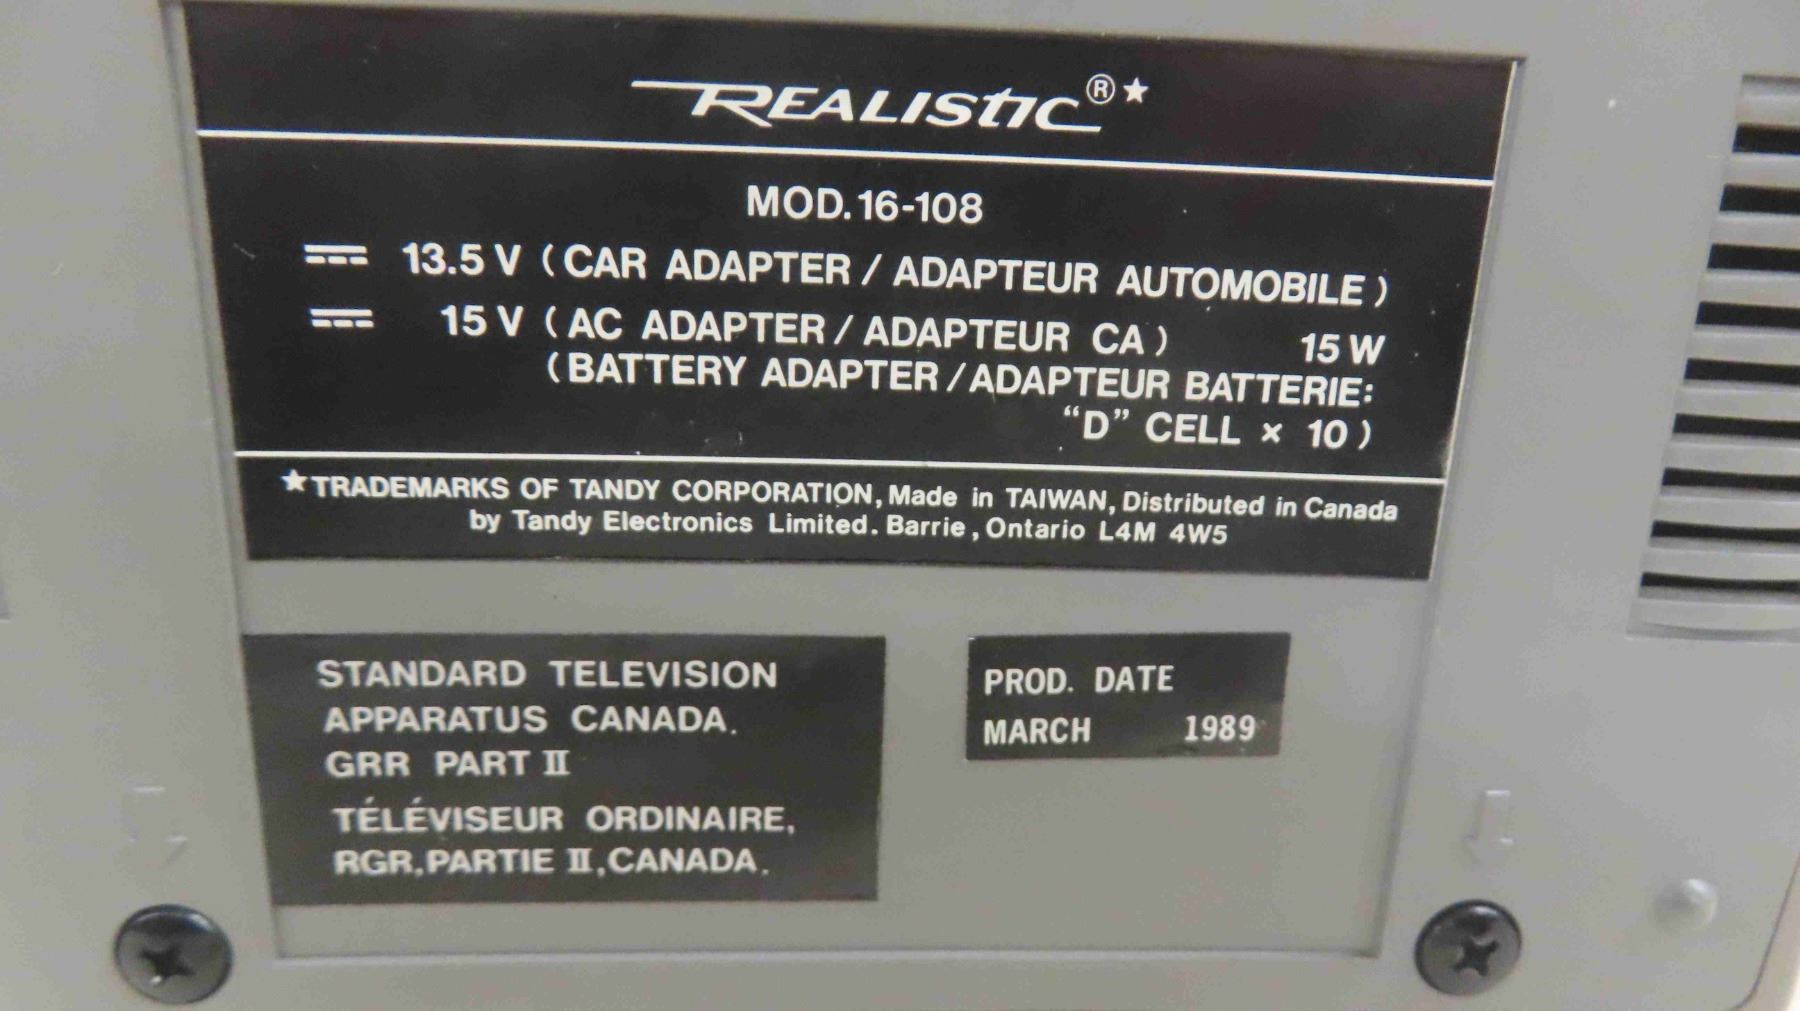 REALISTIC®★
MOD. 16-108
⎓ 13.5 V ( CAR ADAPTER / ADAPTEUR AUTOMOBILE )
⎓ 15 V ( AC ADAPTER / ADAPTEUR CA ) 15 W
( BATTERY ADAPTER / ADAPTEUR BATTERIE:
“D” CELL × 10 )
★TRADEMARKS OF TANDY CORPORATION, Made in TAIWAN, Distributed in Canada
by Tandy Electronics Limited. Barrie, Ontario L4M 4W5
STANDARD TELEVISION
APPARATUS CANADA.
GRR PART II
TÉLÉVISEUR ORDINAIRE,
RGR, PARTIE II, CANADA.
PROD. DATE
MARCH 1989